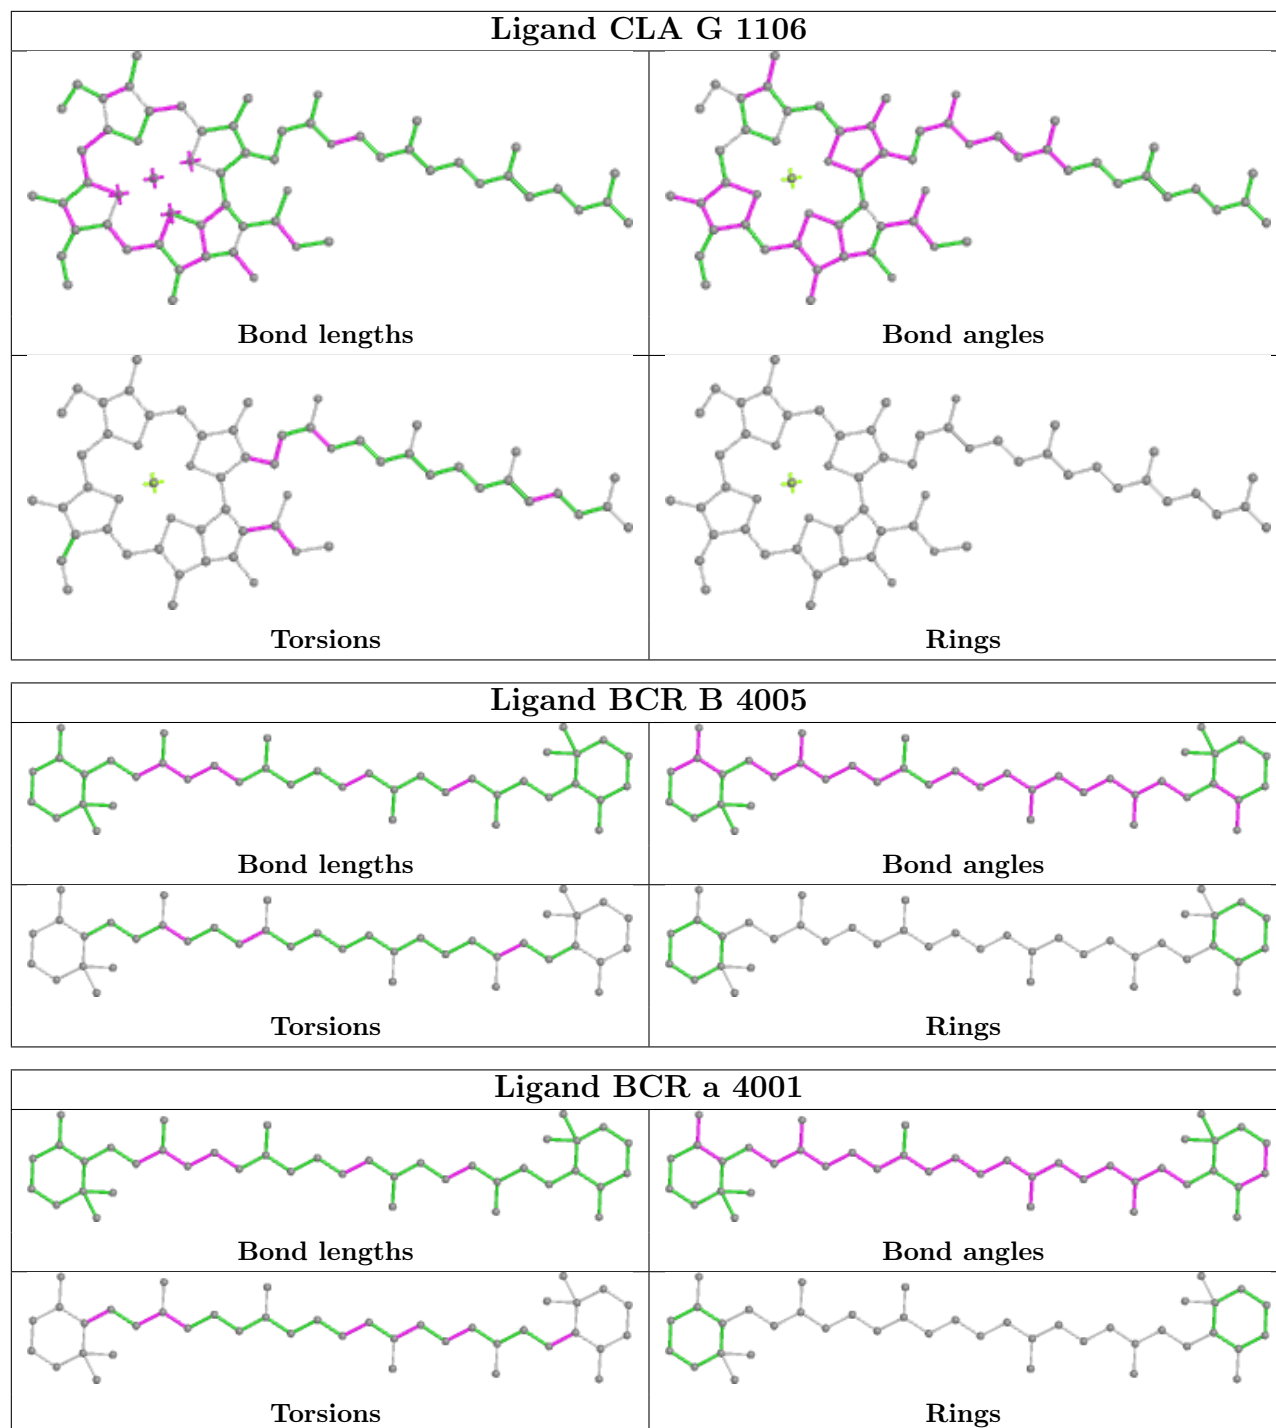 Ligand CLA G 1106
Bond lengths
Bond angles
Torsions
Rings
Ligand BCR B 4005
Bond lengths
Bond angles
Torsions
Rings
Ligand BCR a 4001
Bond lengths
Bond angles
Torsions
Rings